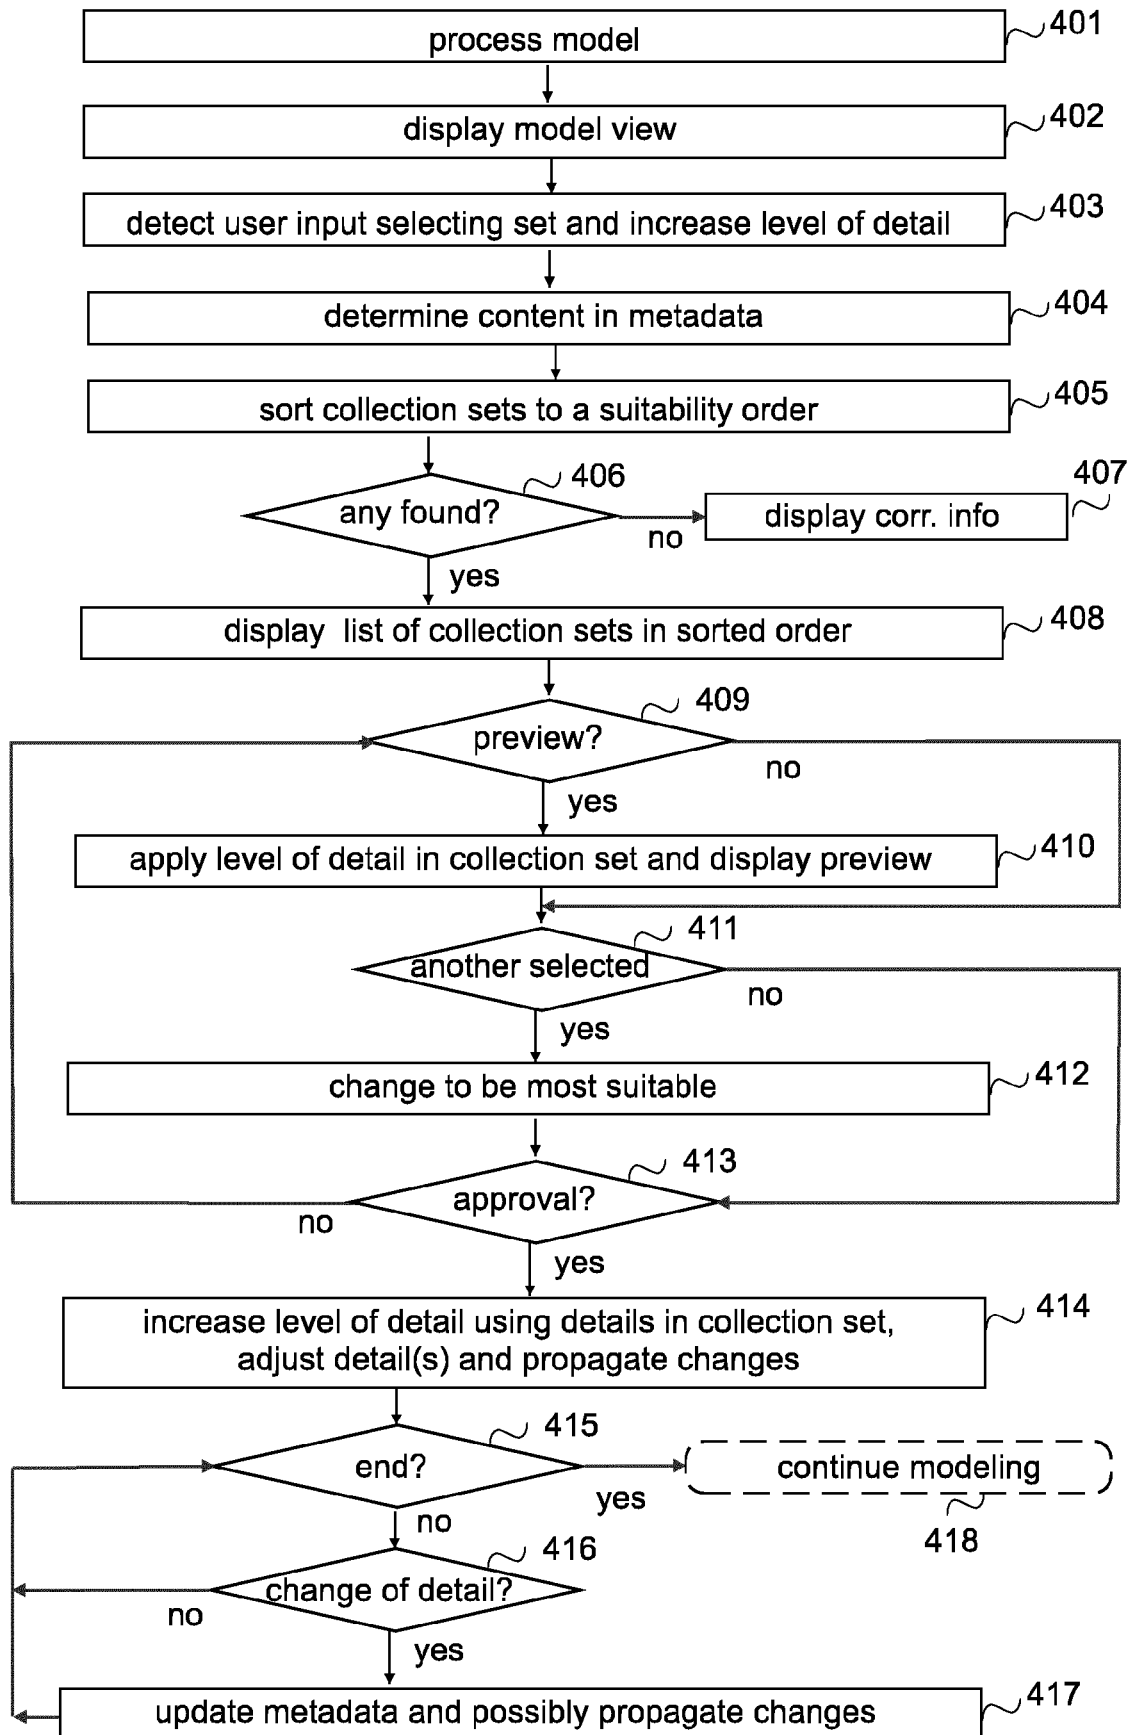 process model
401
display model view
402
detect user input selecting set and increase level of detail
403
determine content in metadata
404
sort collection sets to a suitability order
405
406
any found?
no
display corr. info
407
yes
display list of collection sets in sorted order
408
409
preview?
no
yes
apply level of detail in collection set and display preview
410
411
another selected
no
yes
change to be most suitable
412
413
approval?
no
yes
increase level of detail using details in collection set,
adjust detail(s) and propagate changes
414
415
end?
yes
continue modeling
418
no
416
change of detail?
no
yes
update metadata and possibly propagate changes
417